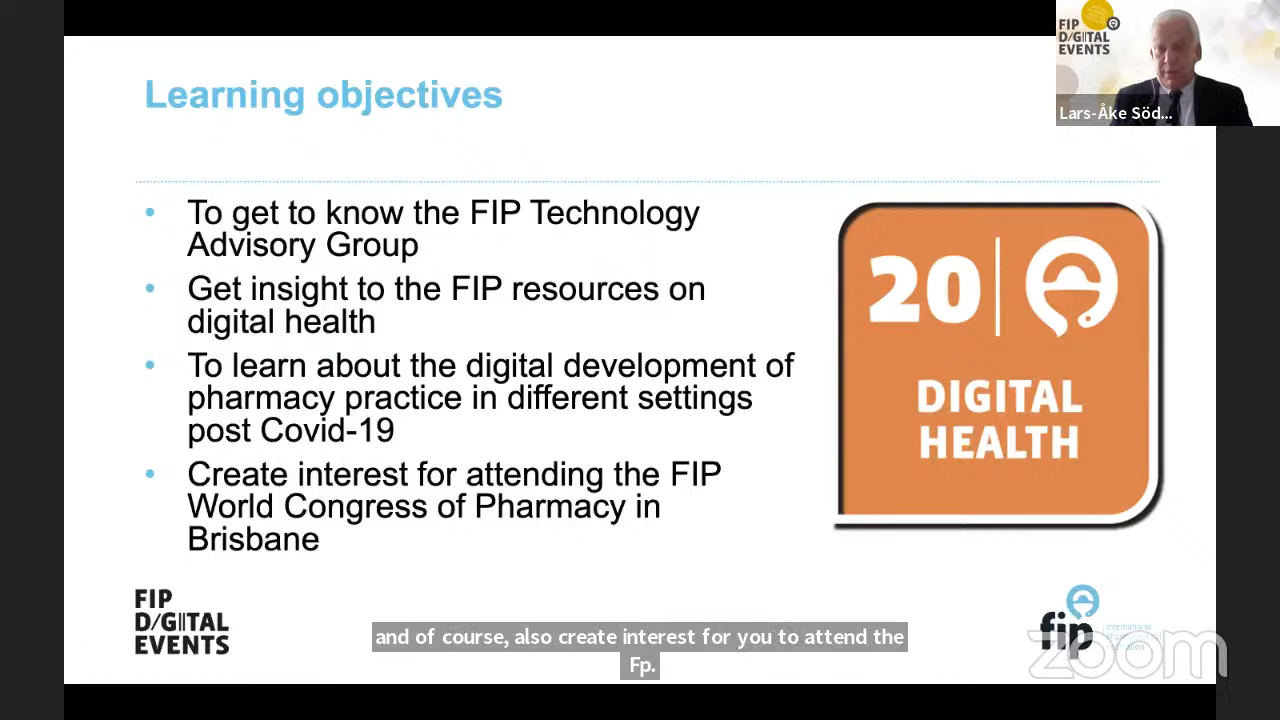 Learning objectives
FIP
D/G|TAL
EVENTS
Lars-Åke Söd...
• To get to know the FIP Technology
Advisory Group
• Get insight to the FIP resources on
digital health
• To learn about the digital development of
pharmacy practice in different settings
post Covid-19
• Create interest for attending the FIP
World Congress of Pharmacy in
Brisbane
20
DIGITAL
HEALTH
FIP
D/G|TAL
EVENTS
and of course, also create interest for you to attend the
Fp.
fip
International
zoom